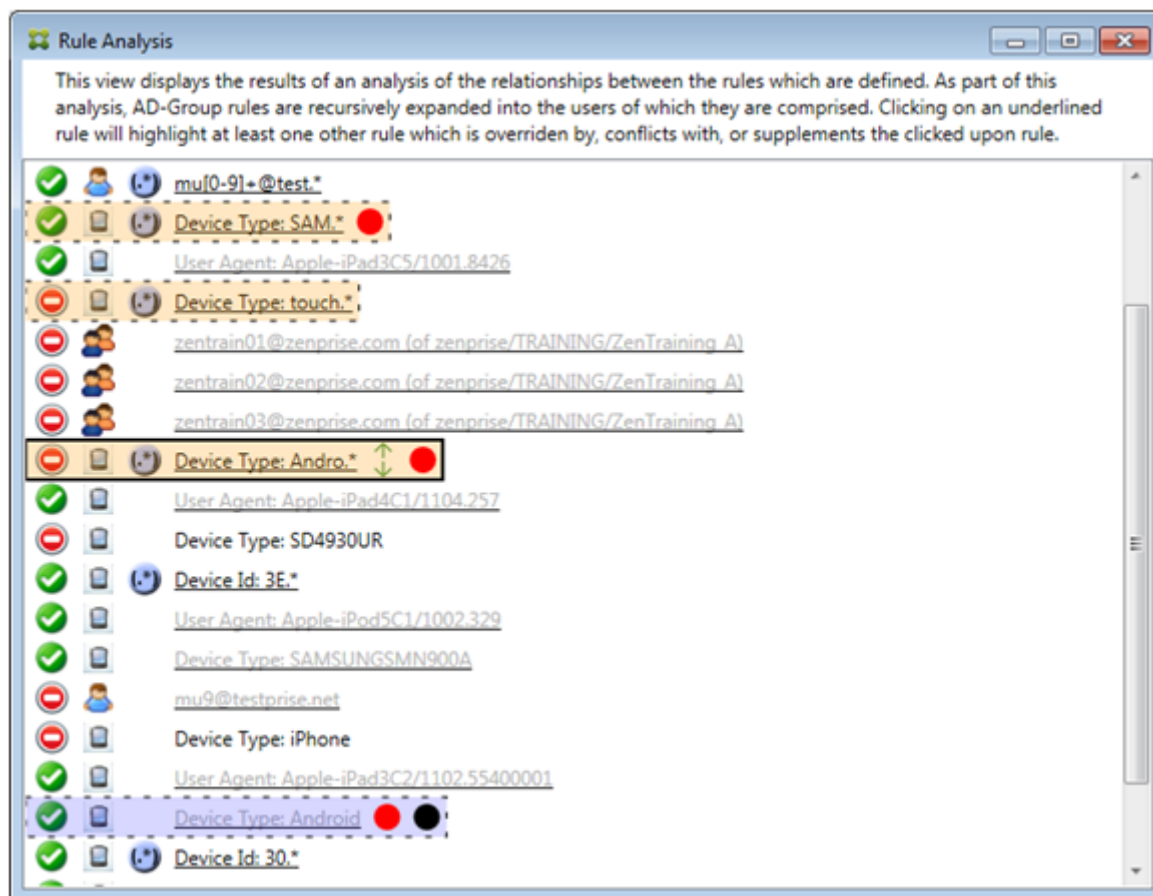 Rule Analysis
This view displays the results of an analysis of the relationships between the rules which are defined. As part of this
analysis, AD-Group rules are recursively expanded into the users of which they are comprised. Clicking on an underlined
rule will highlight at least one other rule which is overriden by, conflicts with, or supplements the clicked upon rule.
(.*) mu[0-9]+@test.*
(.*) Device Type: SAM.*
User Agent: Apple-iPad3C5/1001.8426
(.*) Device Type: touch.*
zentrain01@zenprise.com (of zenprise/TRAINING/ZenTraining_A)
zentrain02@zenprise.com (of zenprise/TRAINING/ZenTraining_A)
zentrain03@zenprise.com (of zenprise/TRAINING/ZenTraining_A)
(.*) Device Type: Andro.*
User Agent: Apple-iPad4C1/1104.257
Device Type: SD4930UR
(.*) Device Id: 3E.*
User Agent: Apple-iPod5C1/1002.329
Device Type: SAMSUNGSMN900A
mu9@testprise.net
Device Type: iPhone
User Agent: Apple-iPad3C2/1102.55400001
Device Type: Android
(.*) Device Id: 30.*